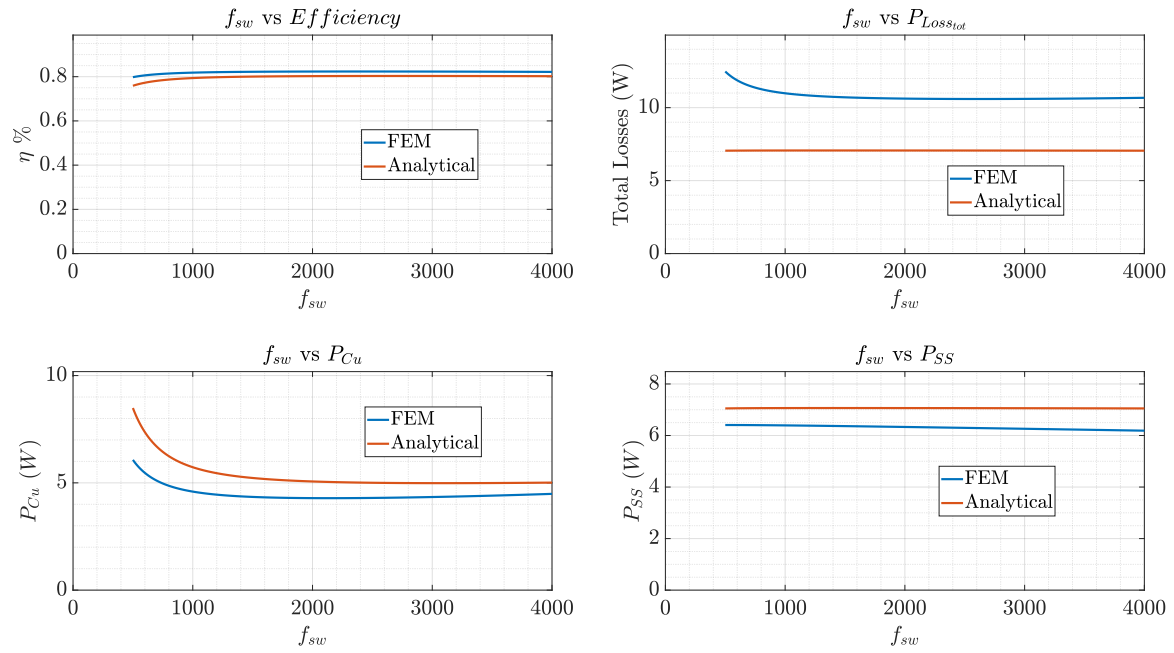 f_sw vs Efficiency
η %
0.8
0.6
0.4
0.2
0
0 1000 2000 3000 4000
f_sw
FEM
Analytical
f_sw vs P_Loss_tot
Total Losses (W)
10
5
0
0 1000 2000 3000 4000
f_sw
FEM
Analytical
f_sw vs P_Cu
P_Cu (W)
10
5
0
0 1000 2000 3000 4000
f_sw
FEM
Analytical
f_sw vs P_SS
P_SS (W)
8
6
4
2
0
0 1000 2000 3000 4000
f_sw
FEM
Analytical